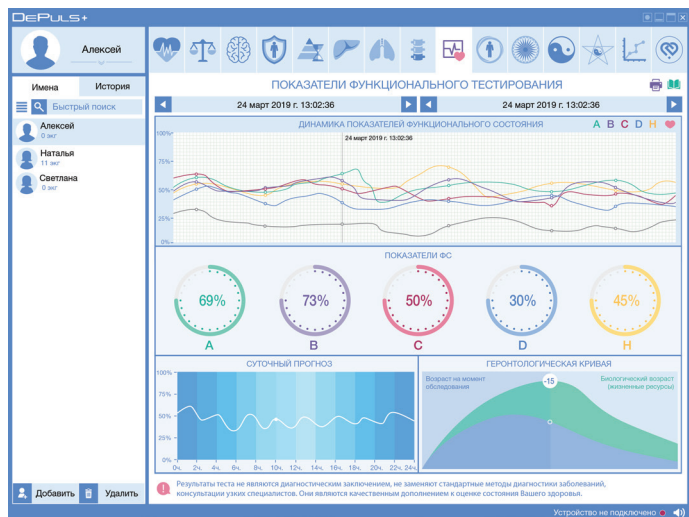 DePuls+
Алексей
Имена История
Быстрый поиск
Алексей
0 экг
Наталья
11 экг
Светлана
0 экг
Добавить Удалить
ПОКАЗАТЕЛИ ФУНКЦИОНАЛЬНОГО ТЕСТИРОВАНИЯ
24 март 2019 г. 13:02:36 24 март 2019 г. 13:02:36
ДИНАМИКА ПОКАЗАТЕЛЕЙ ФУНКЦИОНАЛЬНОГО СОСТОЯНИЯ A B C D H
24 март 2019 г. 13:02:36
100%
75%
50%
25%
0%
ПОКАЗАТЕЛИ ФС
69% 73% 50% 30% 45%
A B C D H
СУТОЧНЫЙ ПРОГНОЗ
100%
75%
50%
25%
0%
0ч. 2ч. 4ч. 6ч. 8ч. 10ч. 12ч. 14ч. 16ч. 18ч. 20ч. 22ч. 24ч.
ГЕРОНТОЛОГИЧЕСКАЯ КРИВАЯ
Возраст на момент
обследования
-15
Биологический возраст
(жизненные ресурсы)
Результаты теста не являются диагностическим заключением, не заменяют стандартные методы диагностики заболеваний,
консультации узких специалистов. Они являются качественным дополнением к оценке состояния Вашего здоровья.
Устройство не подключено